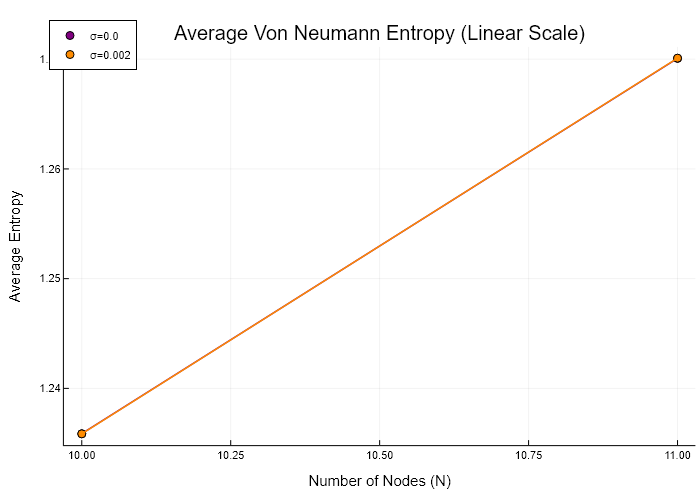 Average Von Neumann Entropy (Linear Scale)
σ=0.0
σ=0.002
1.26
1.25
1.24
Average Entropy
10.00 10.25 10.50 10.75 11.00
Number of Nodes (N)